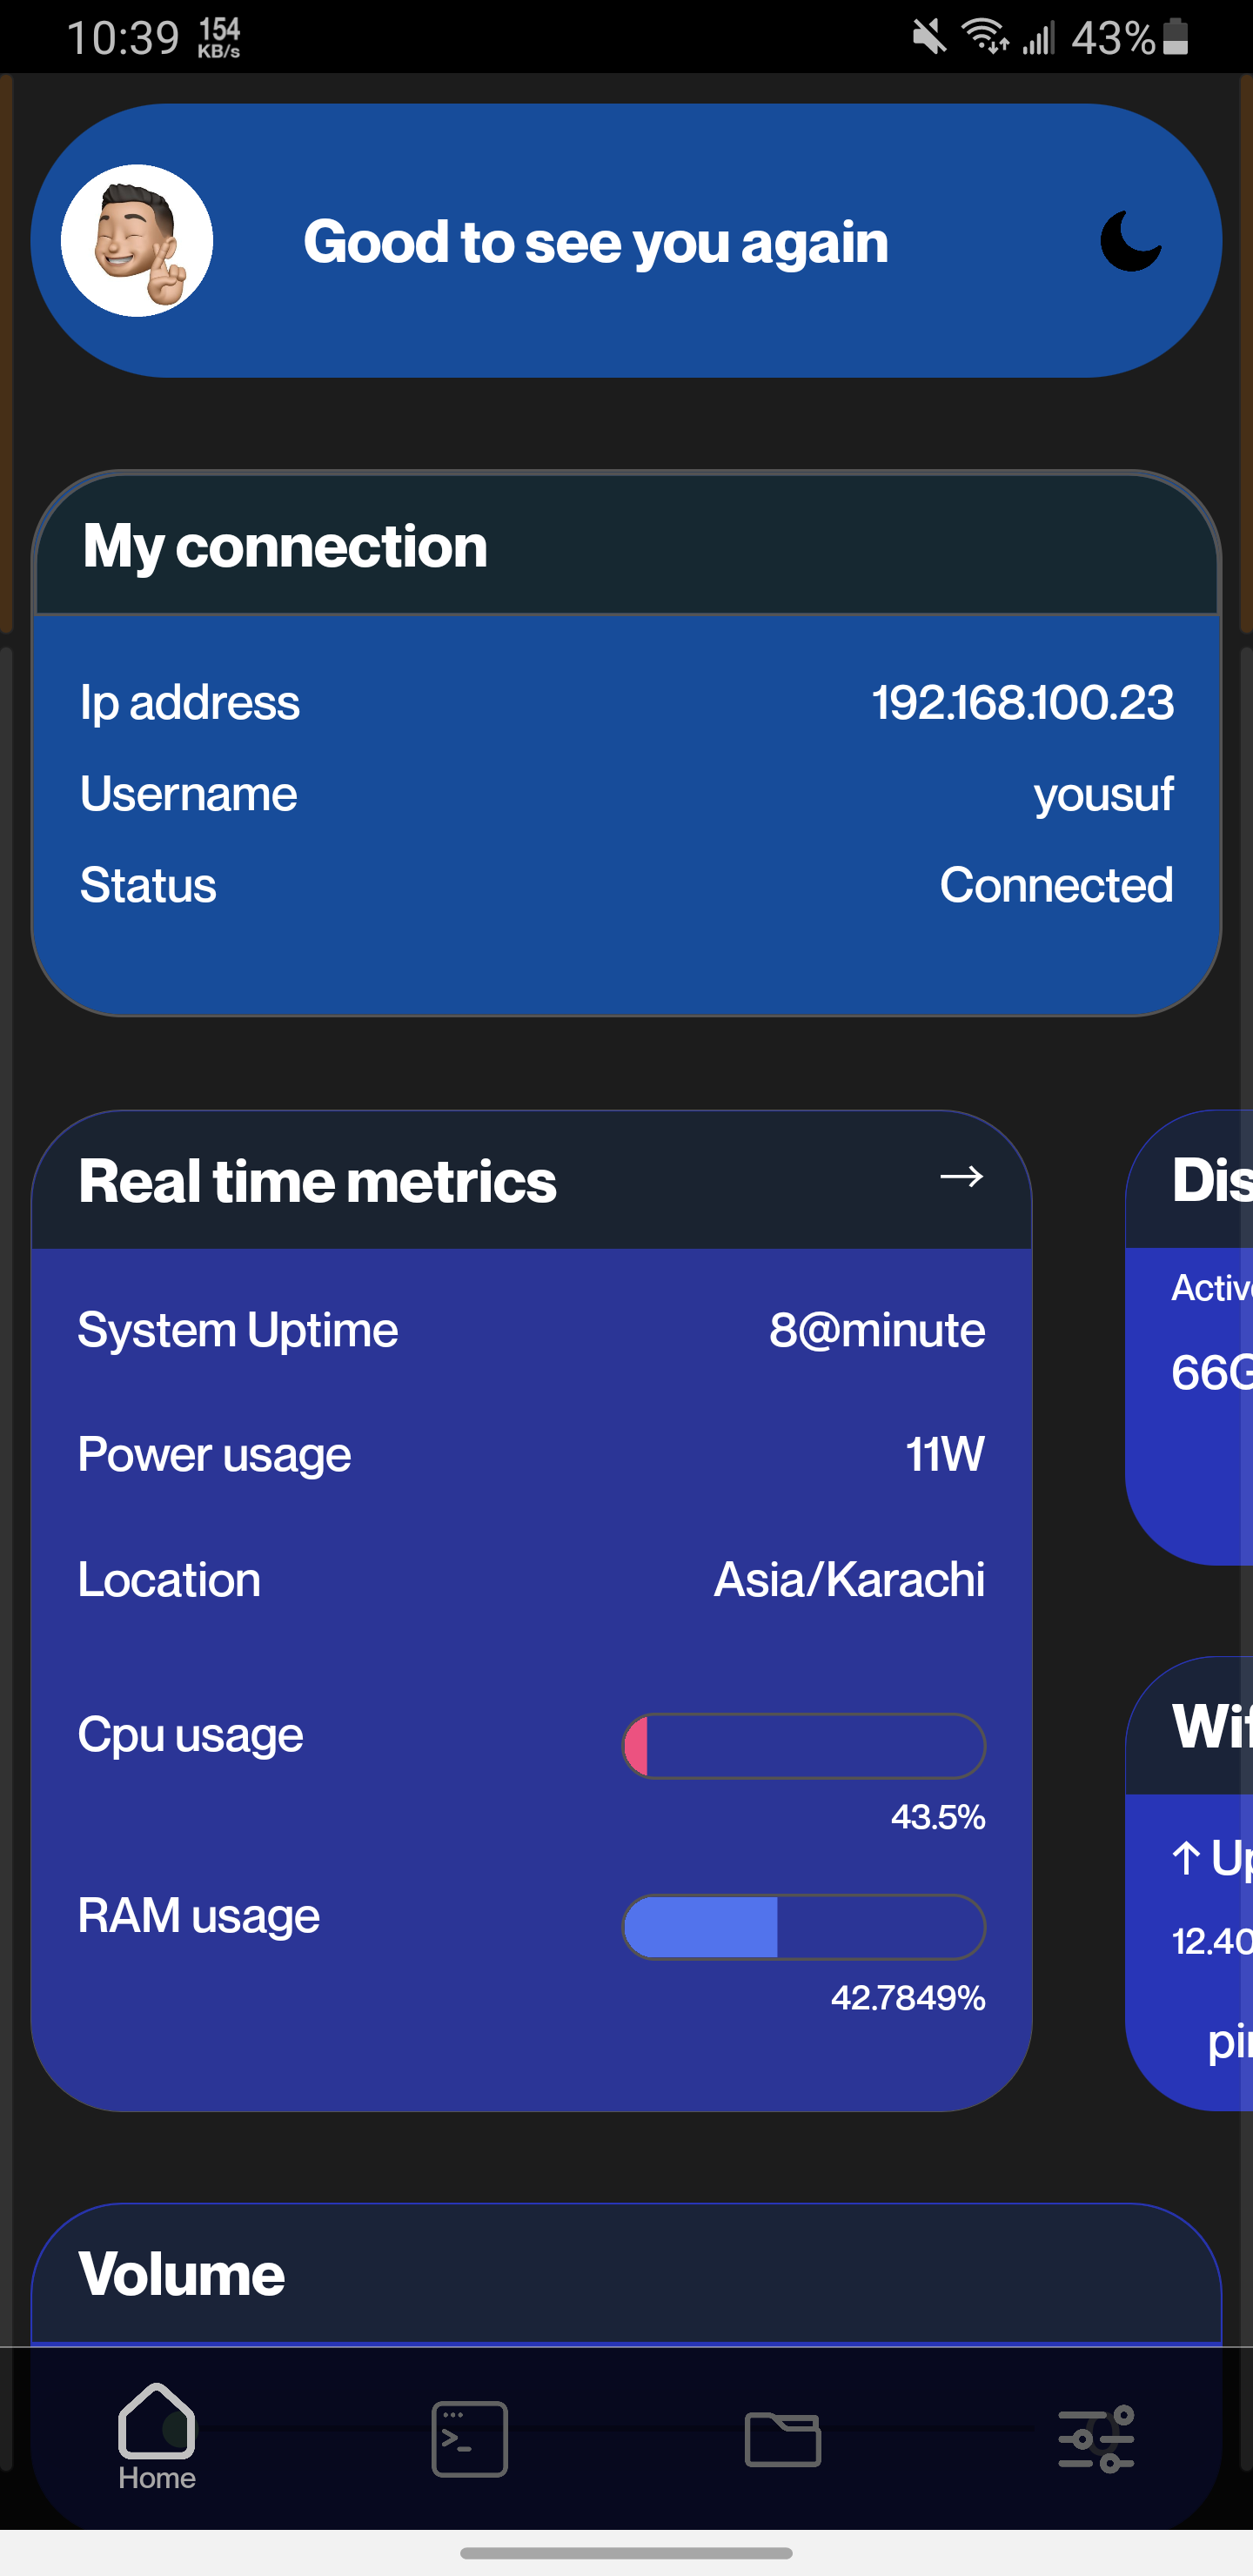 10:39 154 KB/s 43%
Good to see you again
My connection
Ip address 192.168.100.23
Username yousuf
Status Connected
Real time metrics →
System Uptime 8@minute
Power usage 11W
Location Asia/Karachi
Cpu usage
43.5%
RAM usage
42.7849%
Dis
Activ
66G
Wif
↑ Up
12.40
pin
Volume
Home